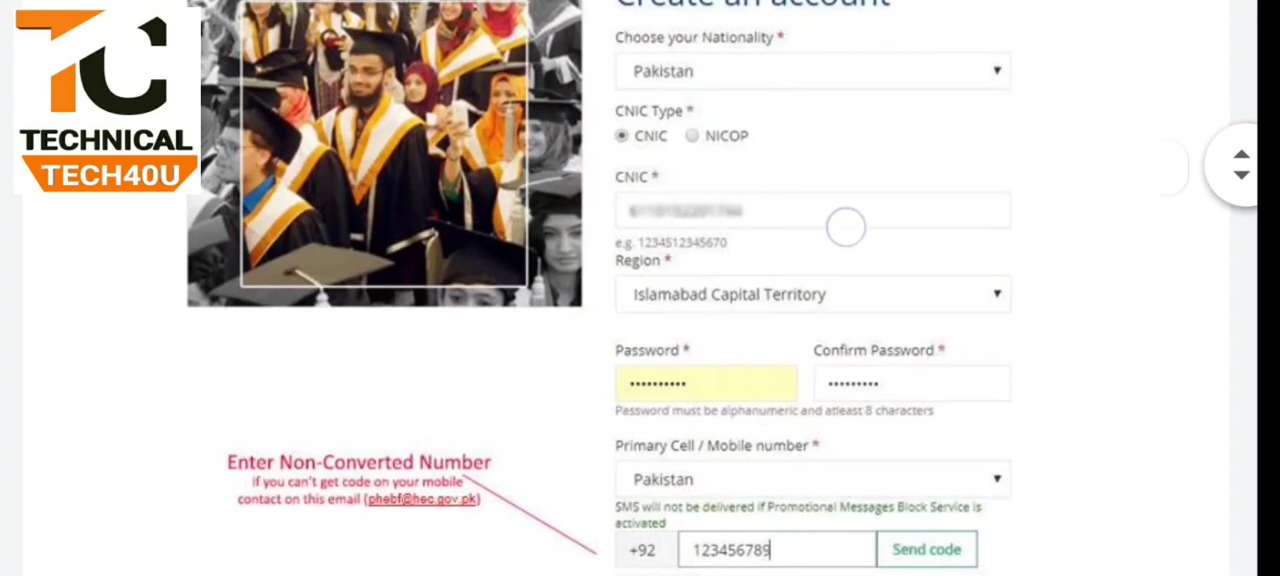 TC
TECHNICAL
TECH40U
Create an account
Choose your Nationality *
Pakistan
CNIC Type *
CNIC NICOP
CNIC *
e.g. 1234512345670
Region *
Islamabad Capital Territory
Password * Confirm Password *
•••••••••• •••••••••
Password must be alphanumeric and atleast 8 characters
Primary Cell / Mobile number *
Pakistan
SMS will not be delivered if Promotional Messages Block Service is
activated
+92 123456789 Send code
Enter Non-Converted Number
if you can't get code on your mobile
contact on this email (phebf@hec.gov.pk)